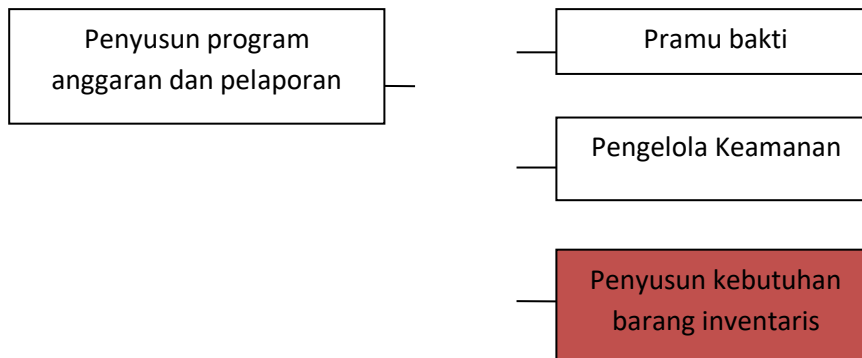 Penyusun program
anggaran dan pelaporan
Pramu bakti
Pengelola Keamanan
Penyusun kebutuhan
barang inventaris